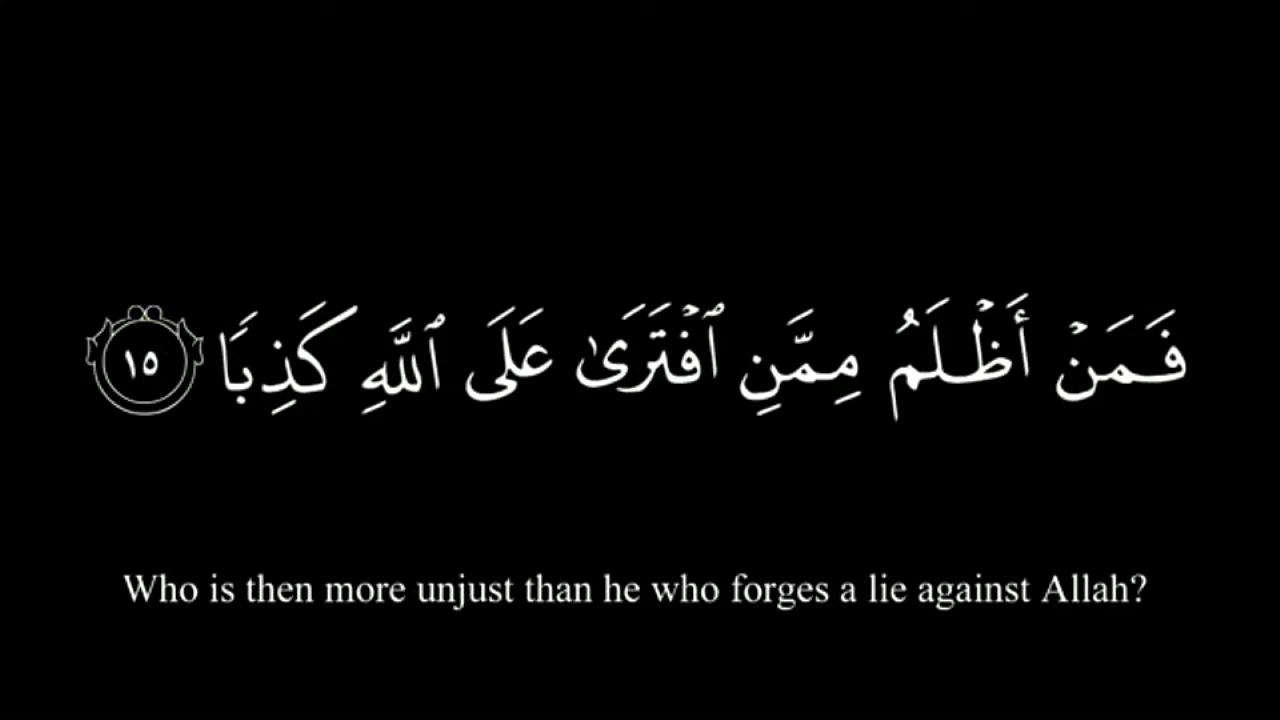 فَمَنۡ أَظۡلَمُ مِمَّنِ ٱفۡتَرَىٰ عَلَى ٱللَّهِ كَذِبٗا ١٥
Who is then more unjust than he who forges a lie against Allah?